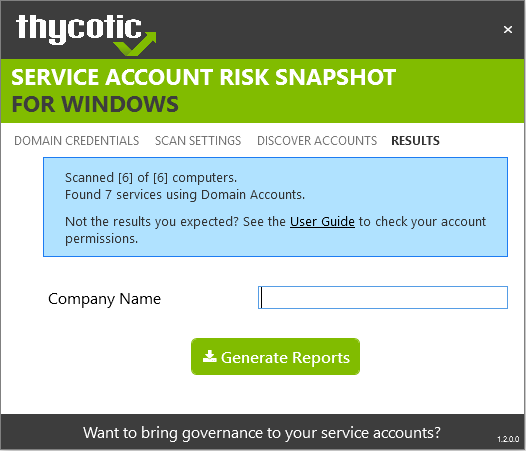 thycotic
×
SERVICE ACCOUNT RISK SNAPSHOT
FOR WINDOWS
DOMAIN CREDENTIALS SCAN SETTINGS DISCOVER ACCOUNTS RESULTS
Scanned [6] of [6] computers.
Found 7 services using Domain Accounts.
Not the results you expected? See the User Guide to check your account
permissions.
Company Name
Generate Reports
Want to bring governance to your service accounts?
1.2.0.0